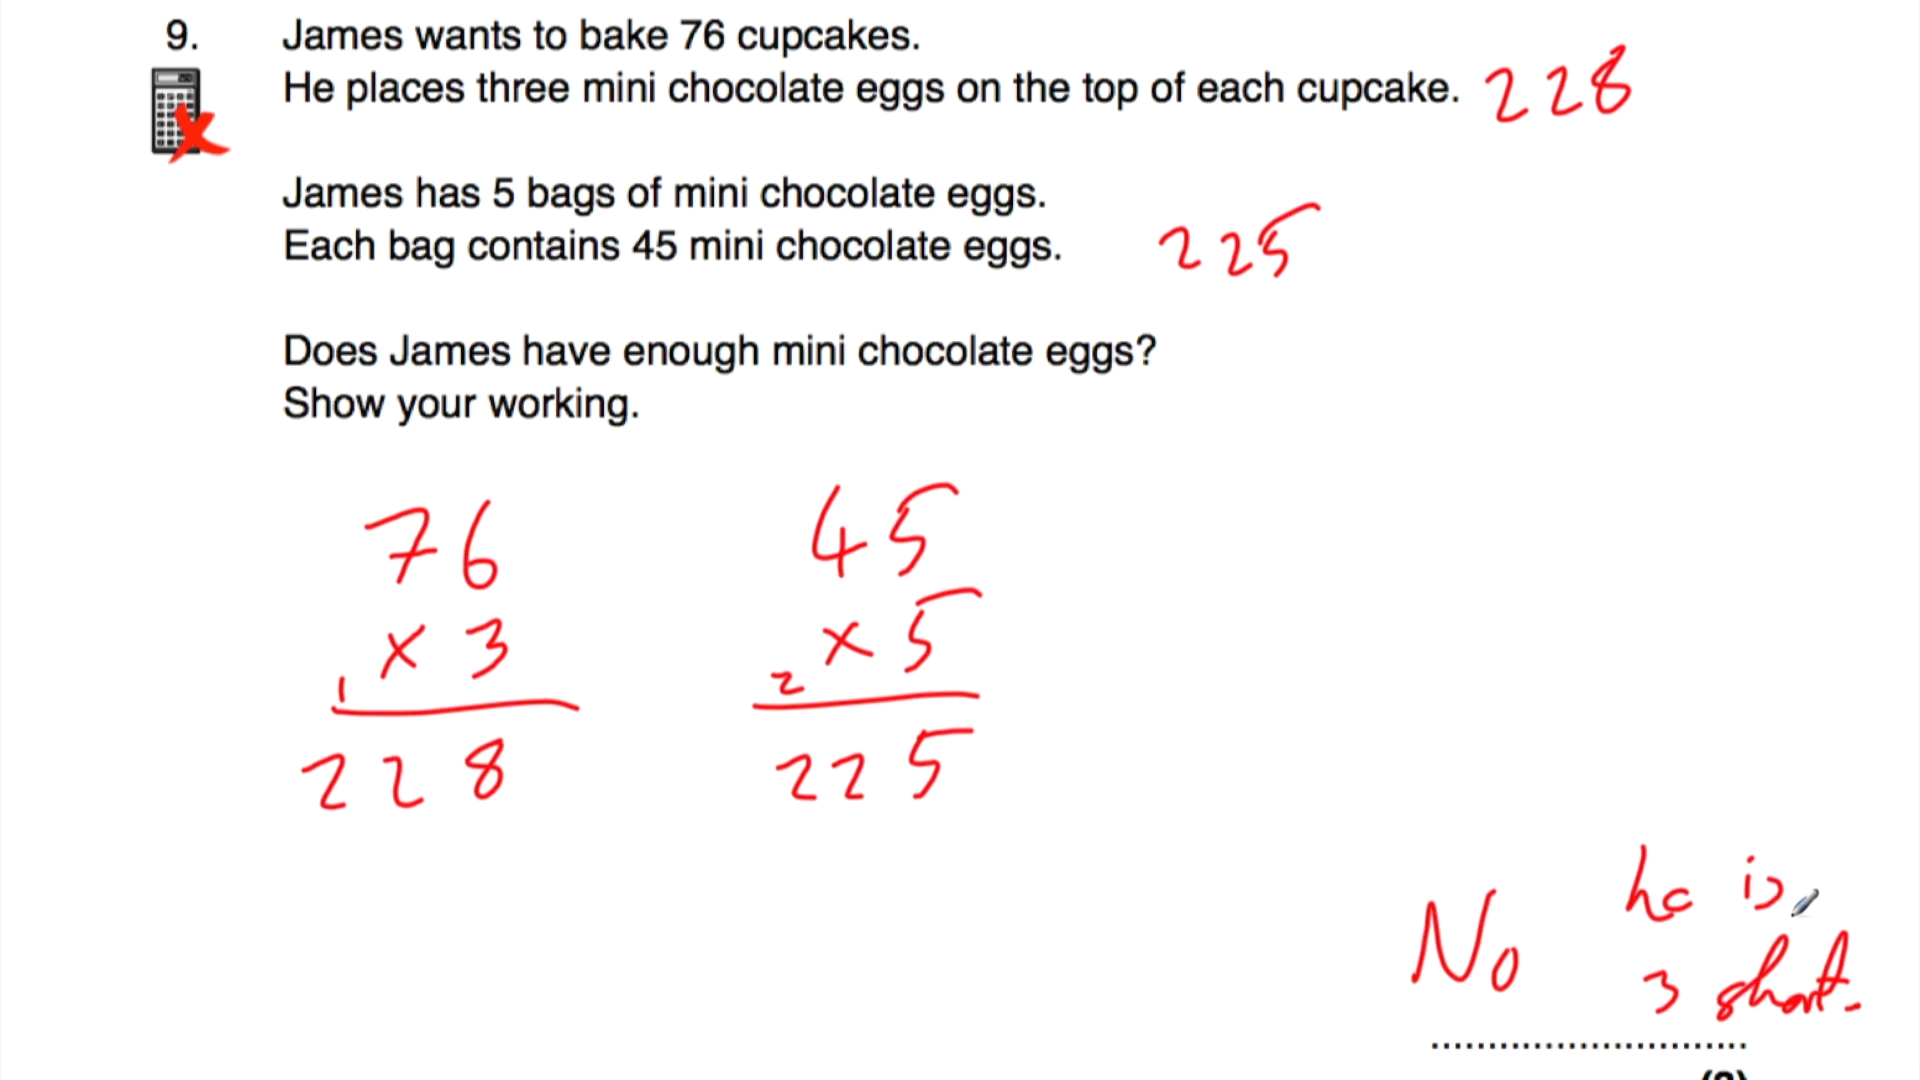 9. James wants to bake 76 cupcakes.
He places three mini chocolate eggs on the top of each cupcake. 228
James has 5 bags of mini chocolate eggs.
Each bag contains 45 mini chocolate eggs. 225
Does James have enough mini chocolate eggs?
Show your working.
76 45
x 3 x 5
1 2
228 225
No he is
3 short.